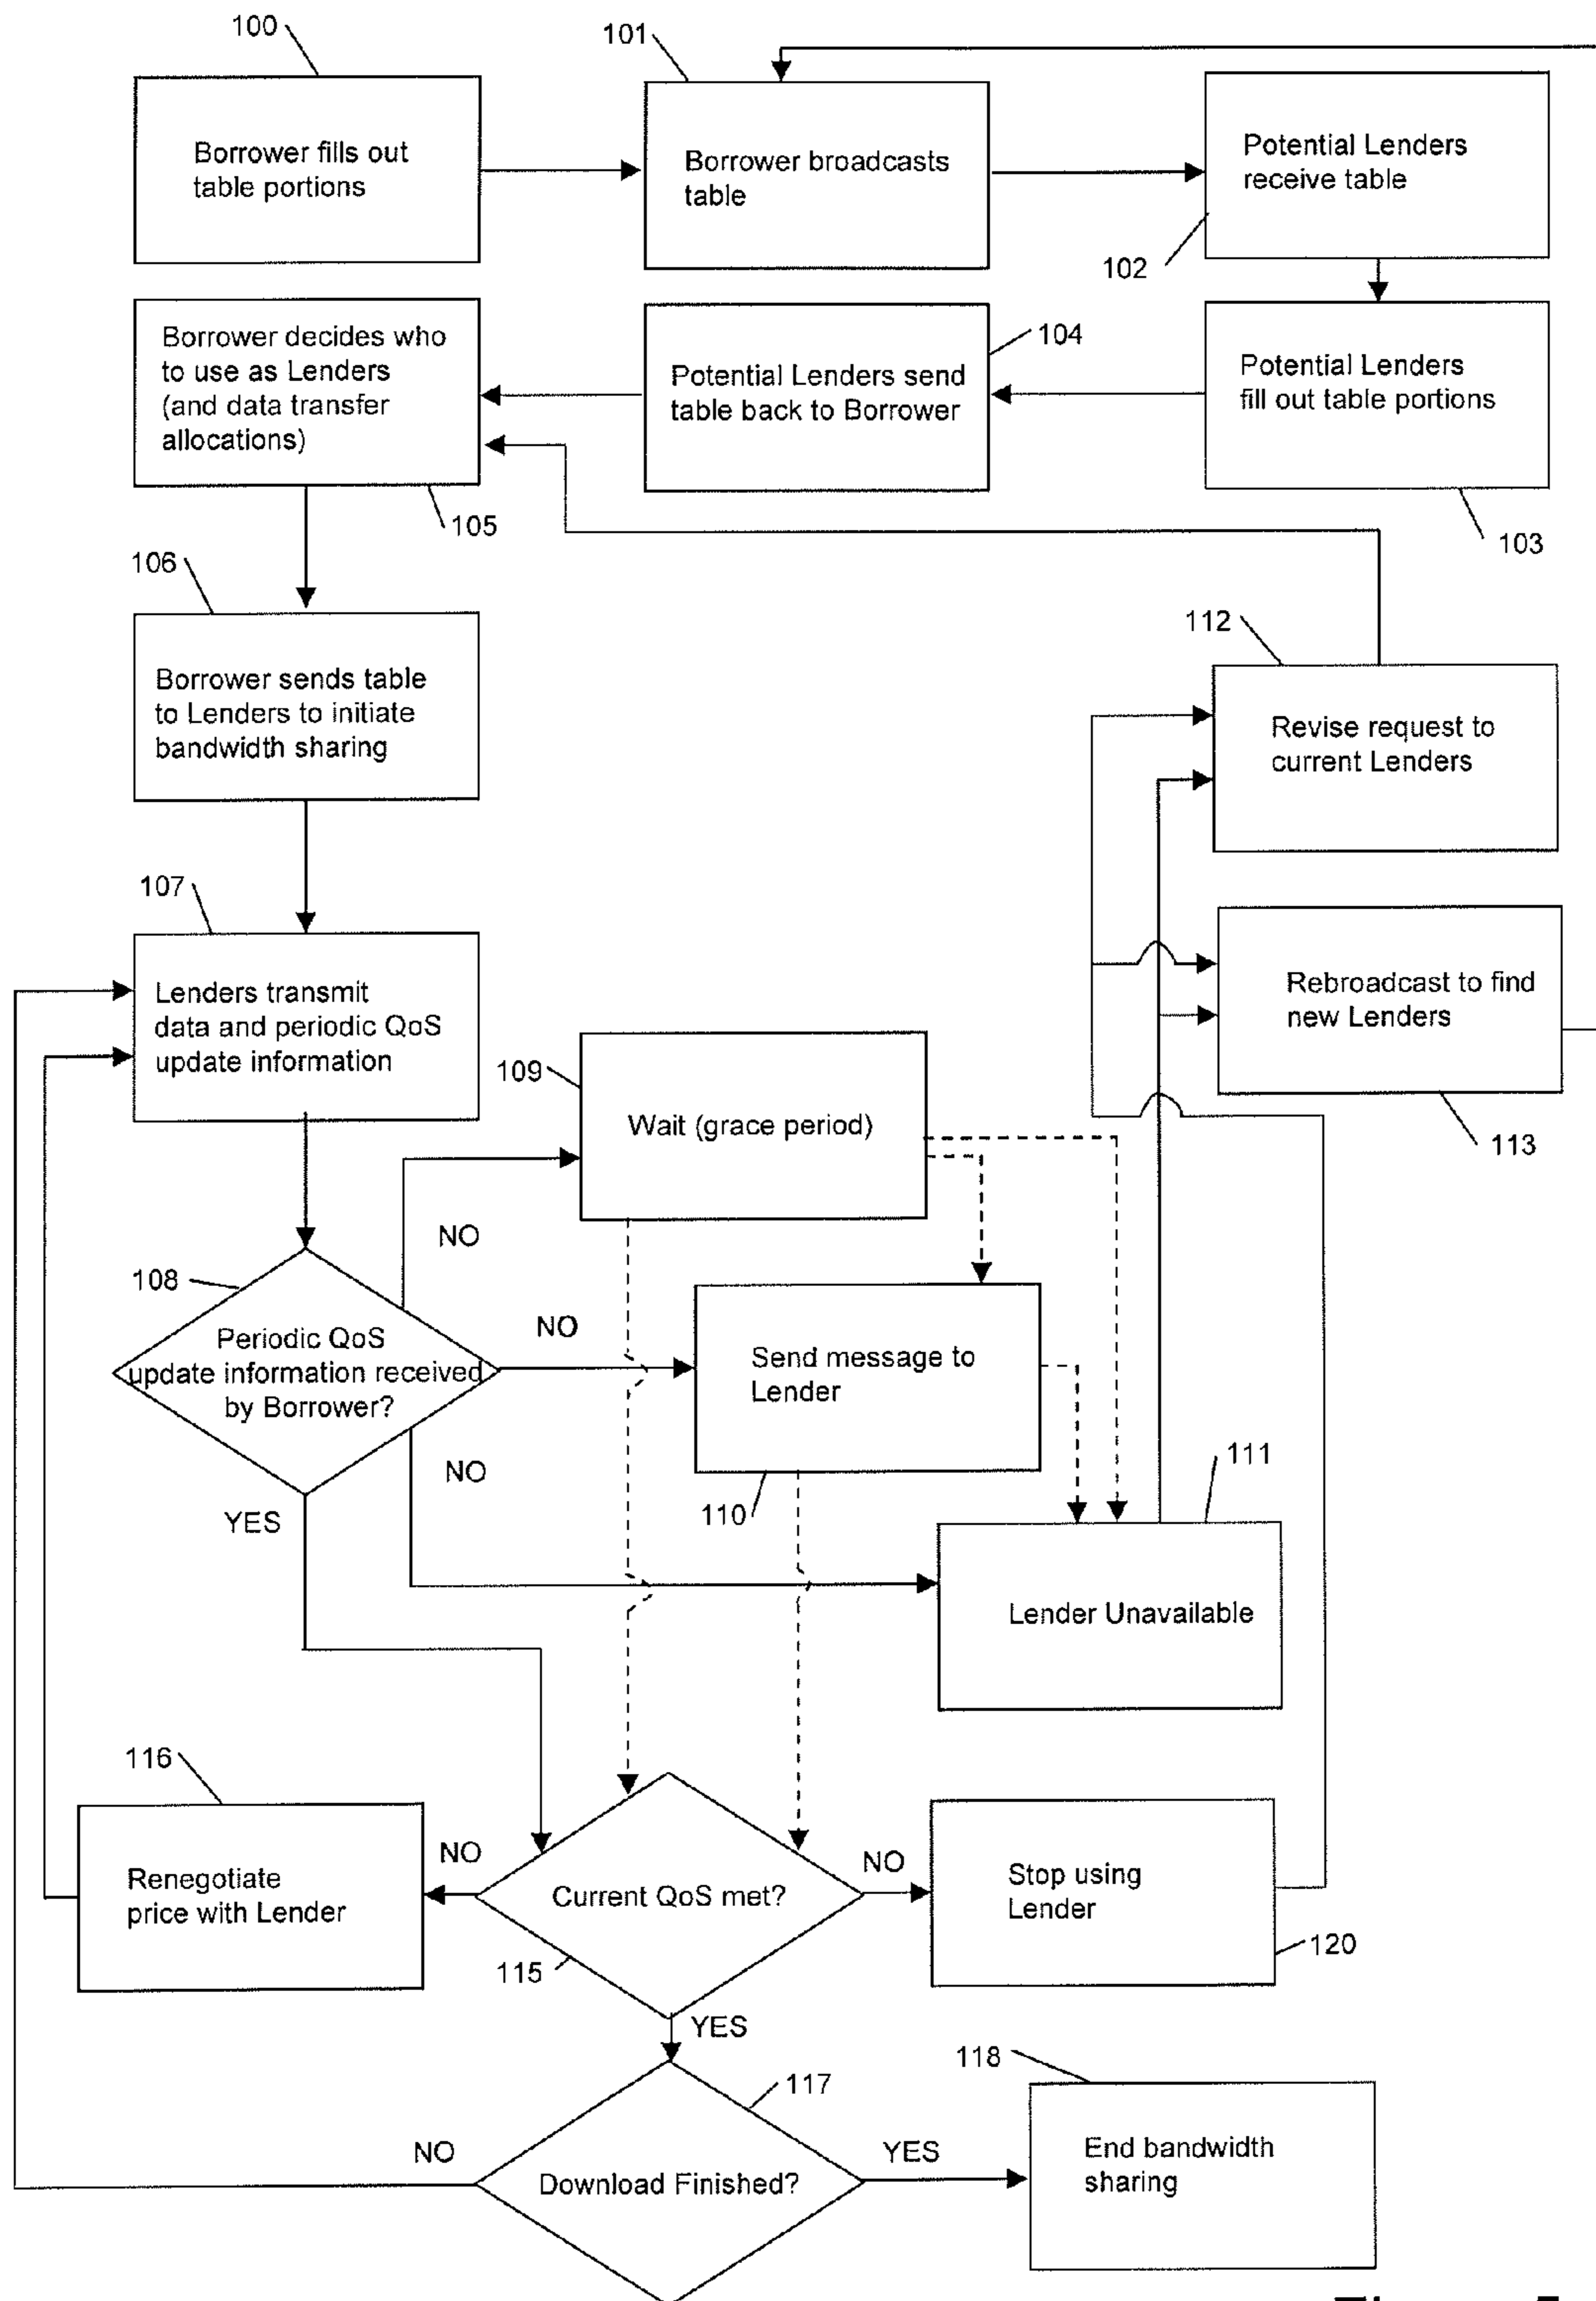 100
101
Borrower fills out
table portions
Borrower broadcasts
table
Potential Lenders
receive table
102
Borrower decides who
to use as Lenders
(and data transfer
allocations)
104
Potential Lenders send
table back to Borrower
Potential Lenders
fill out table portions
105
103
106
112
Borrower sends table
to Lenders to initiate
bandwidth sharing
Revise request to
current Lenders
107
Lenders transmit
data and periodic QoS
update information
Rebroadcast to find
new Lenders
109
Wait (grace period)
113
NO
108
NO
Periodic QoS
update information received
by Borrower?
Send message to
Lender
NO
111
110
YES
Lender Unavailable
116
NO
NO
Renegotiate
price with Lender
Current QoS met?
Stop using
Lender
115
120
YES
118
117
NO
YES
End bandwidth
sharing
Download Finished?